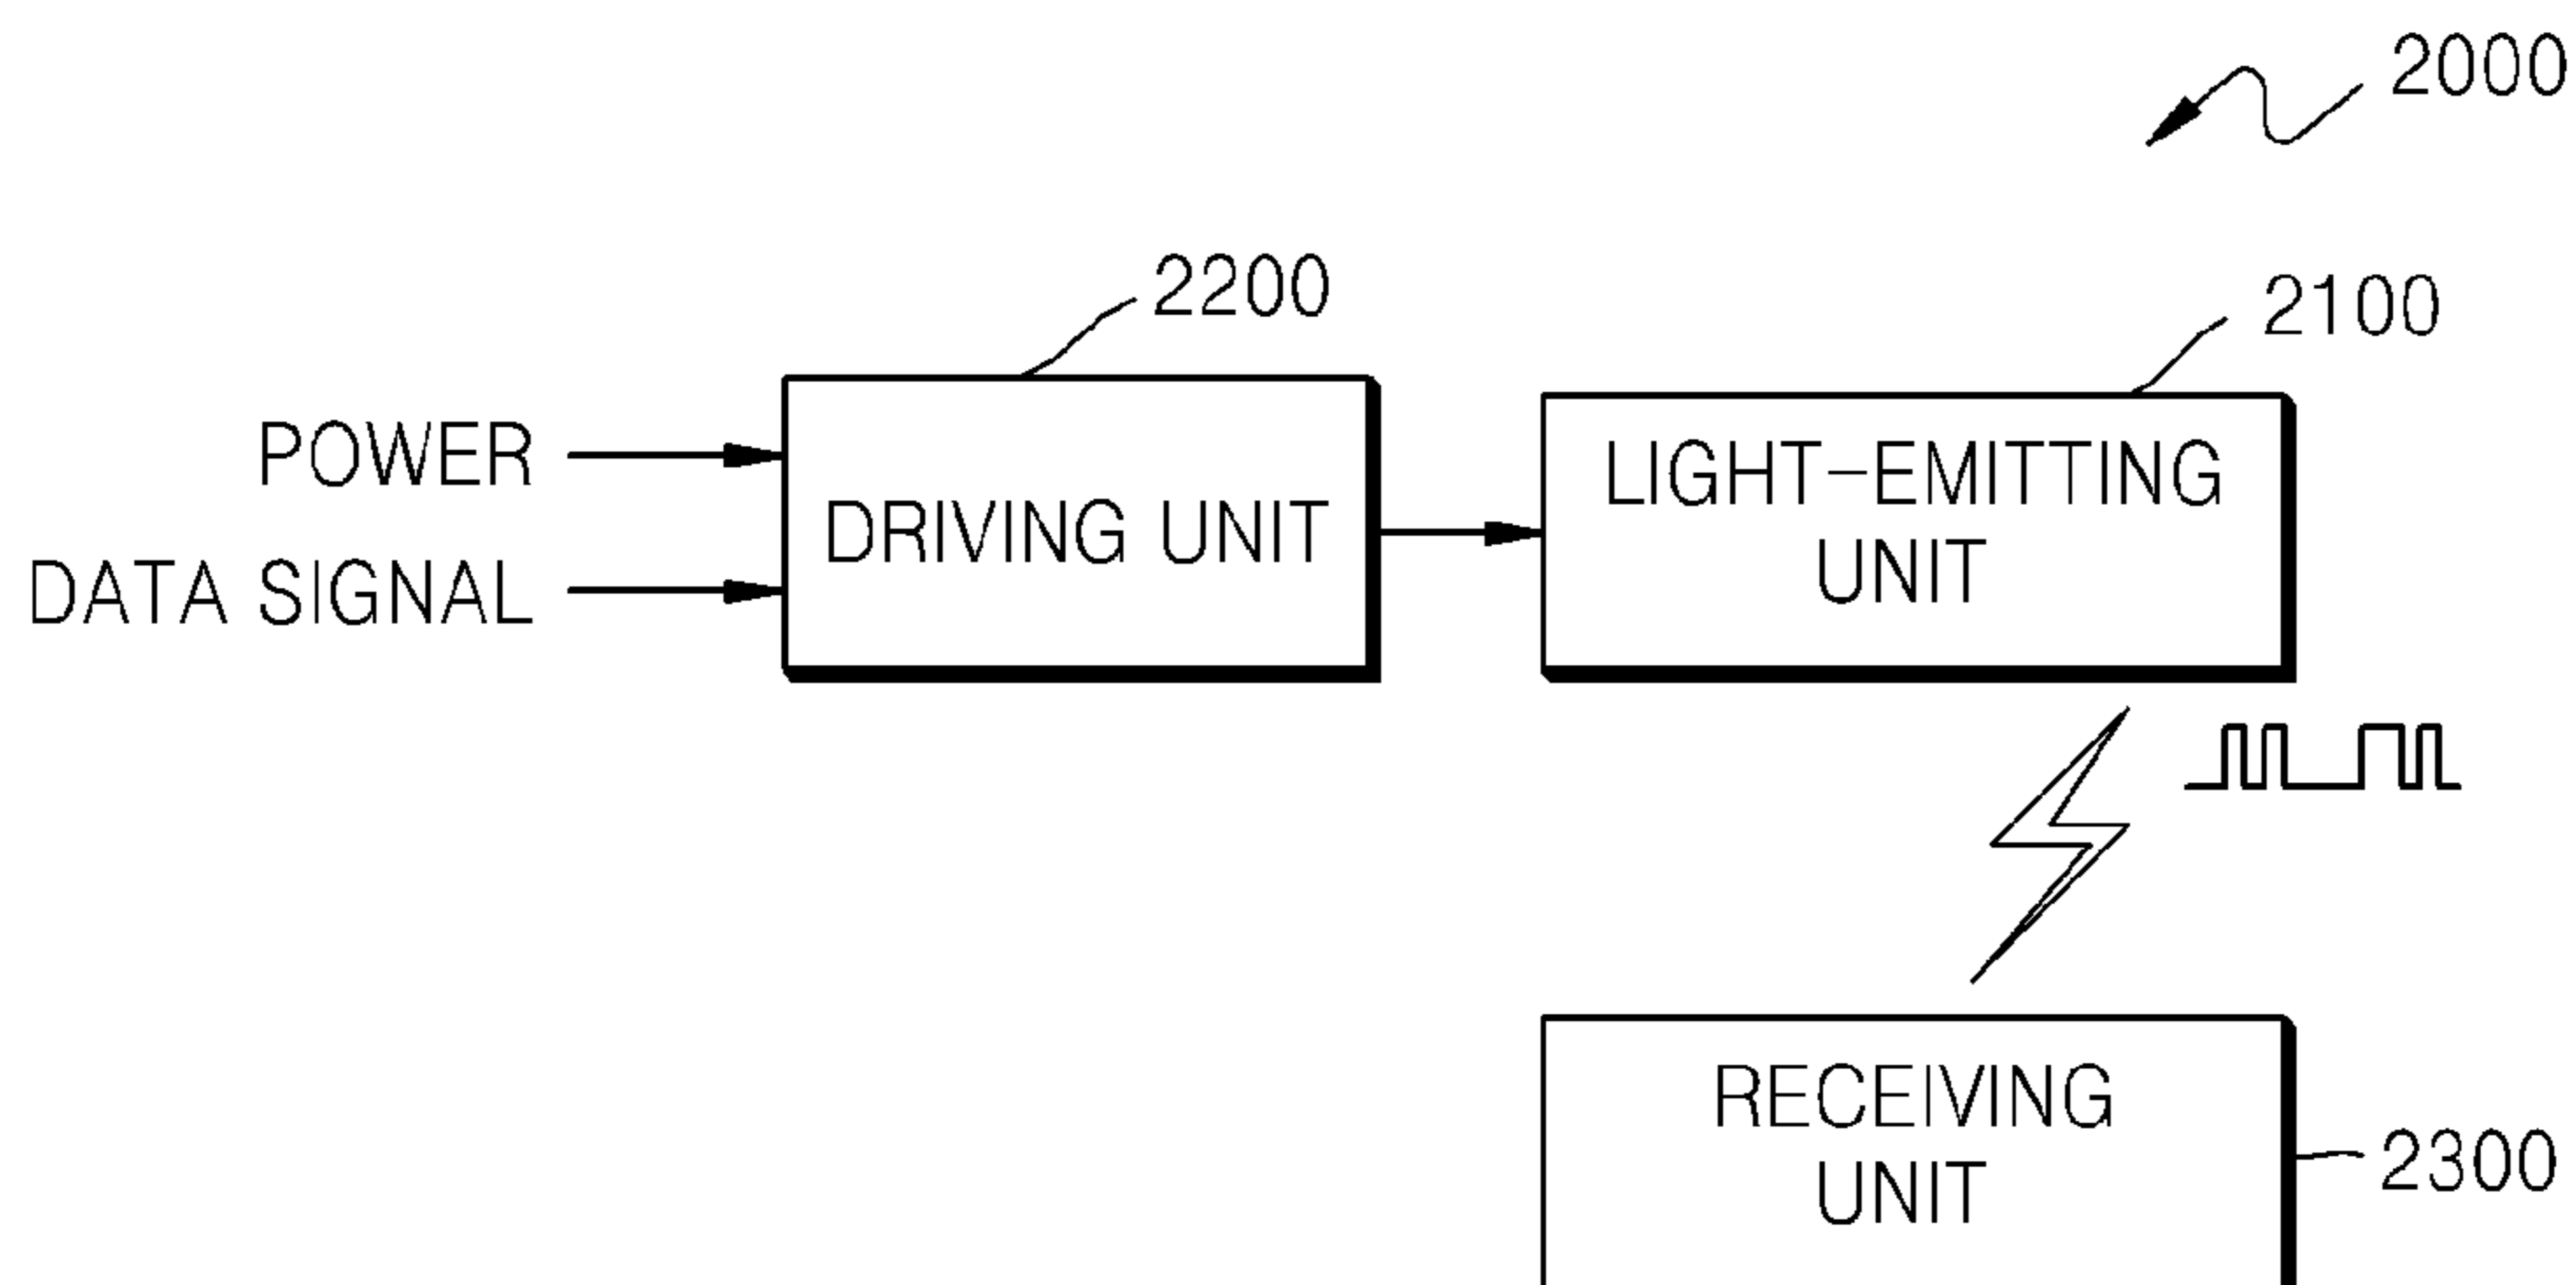 2000
2200
2100
POWER
DATA SIGNAL
DRIVING UNIT
LIGHT-EMITTING
UNIT
RECEIVING
UNIT
2300